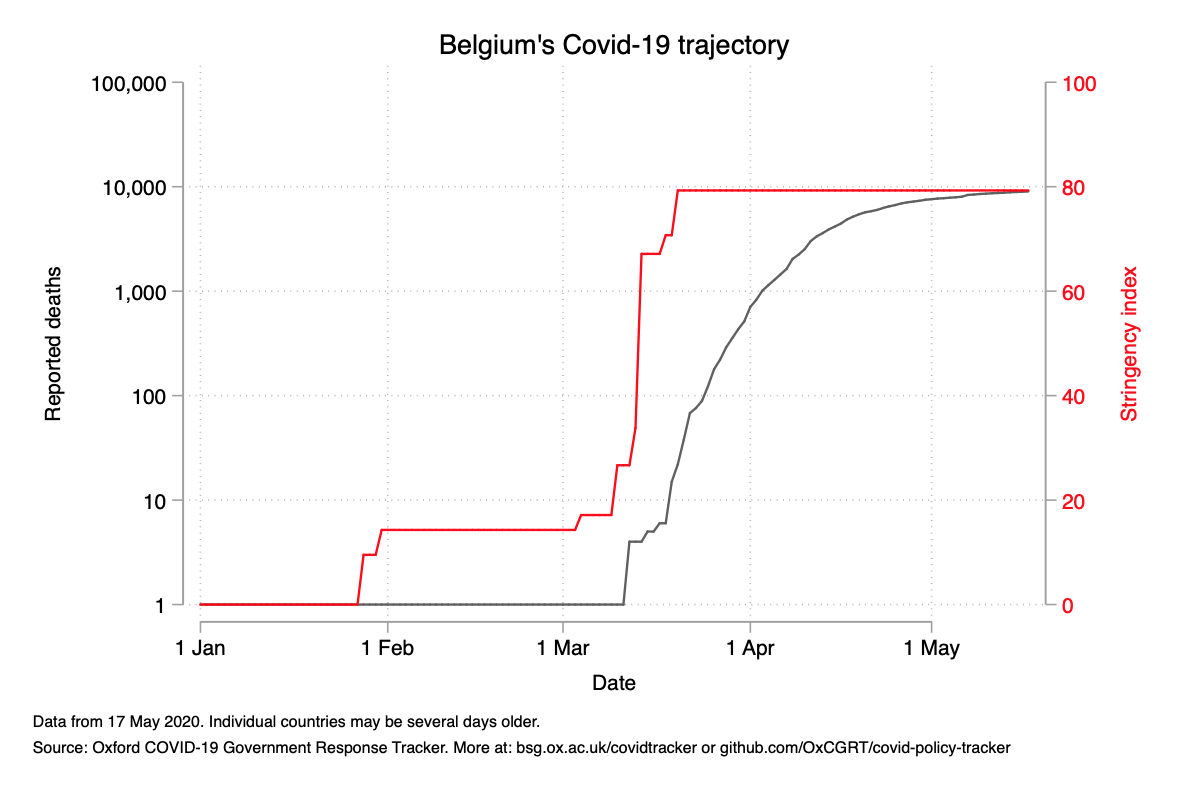 Belgium's Covid-19 trajectory
100,000
10,000
1,000
100
10
1
Reported deaths
100
80
60
40
20
0
Stringency index
1 Jan 1 Feb 1 Mar 1 Apr 1 May
Date
Data from 17 May 2020. Individual countries may be several days older.
Source: Oxford COVID-19 Government Response Tracker. More at: bsg.ox.ac.uk/covidtracker or github.com/OxCGRT/covid-policy-tracker